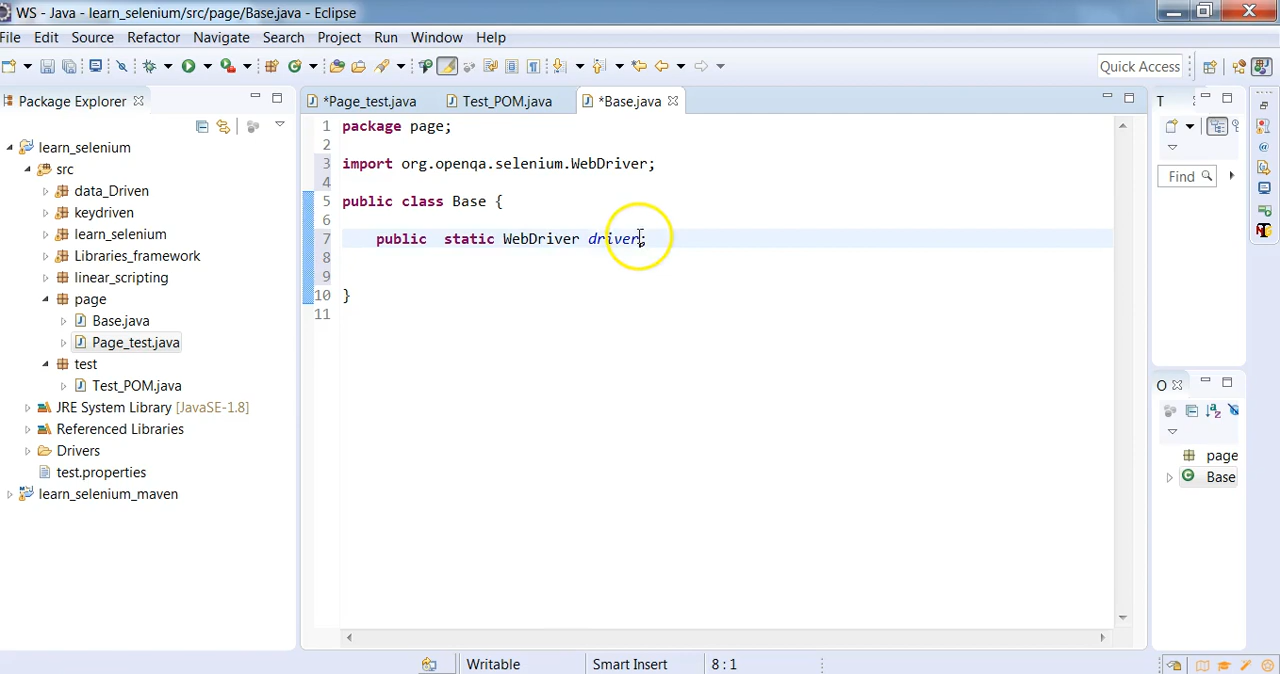 WS - Java - learn_selenium/src/page/Base.java - Eclipse
File Edit Source Refactor Navigate Search Project Run Window Help
Quick Access
Package Explorer
*Page_test.java Test_POM.java *Base.java
T
learn_selenium
src
data_Driven
keydriven
learn_selenium
Libraries_framework
linear_scripting
page
Base.java
Page_test.java
test
Test_POM.java
JRE System Library [JavaSE-1.8]
Referenced Libraries
Drivers
test.properties
learn_selenium_maven
1 package page;
2
3 import org.openqa.selenium.WebDriver;
4
5 public class Base {
6
7 public  static WebDriver driver;
8
9
10 }
11
Find
O
page
Base
Writable Smart Insert 8 : 1